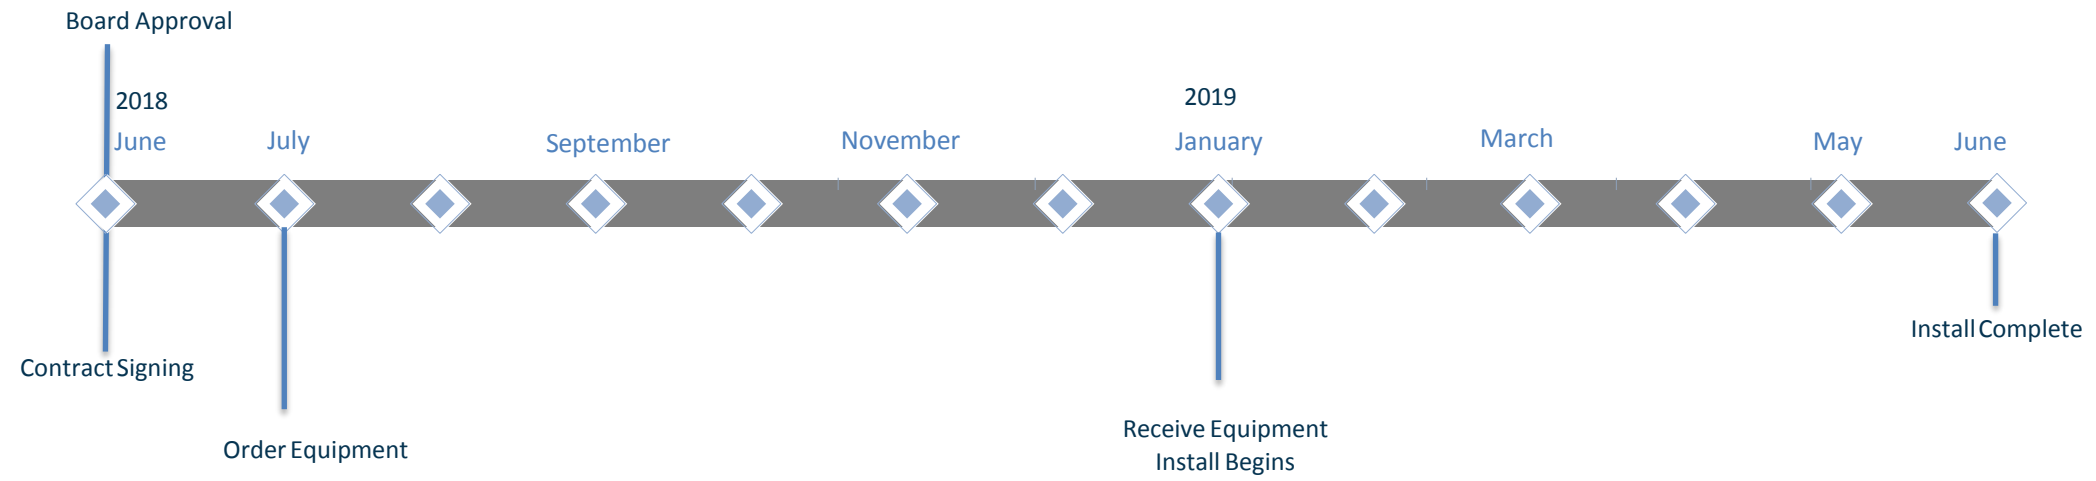 Board Approval
2018
2019
June
July
September
November
January
March
May
June
Contract Signing
Order Equipment
Receive Equipment
Install Begins
Install Complete